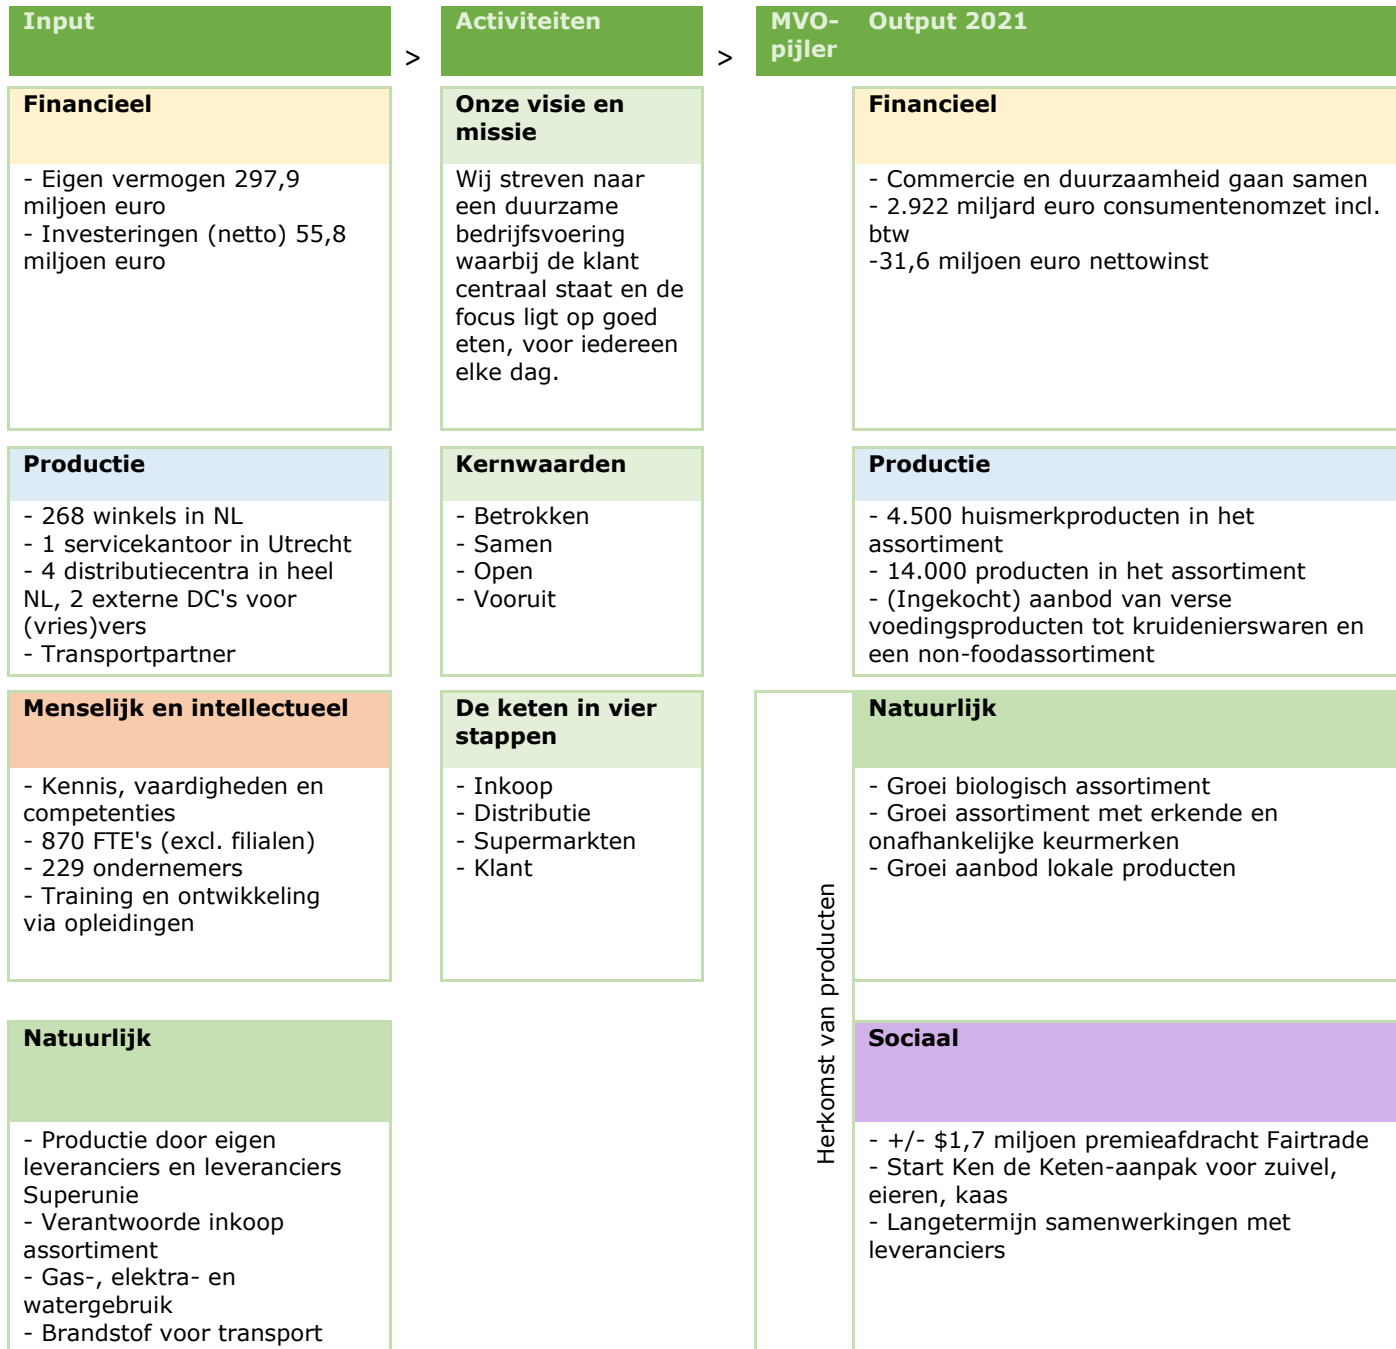 Input
>
Activiteiten
>
MVO-
pijler
Output 2021
Financieel
- Eigen vermogen 297,9
miljoen euro
- Investeringen (netto) 55,8
miljoen euro
Onze visie en
missie
Wij streven naar
een duurzame
bedrijfsvoering
waarbij de klant
centraal staat en de
focus ligt op goed
eten, voor iedereen
elke dag.
Financieel
- Commercie en duurzaamheid gaan samen
- 2.922 miljard euro consumentenomzet incl.
btw
-31,6 miljoen euro nettowinst
Productie
- 268 winkels in NL
- 1 servicekantoor in Utrecht
- 4 distributiecentra in heel
NL, 2 externe DC's voor
(vries)vers
- Transportpartner
Kernwaarden
- Betrokken
- Samen
- Open
- Vooruit
Productie
- 4.500 huismerkproducten in het
assortiment
- 14.000 producten in het assortiment
- (Ingekocht) aanbod van verse
voedingsproducten tot kruidenierswaren en
een non-foodassortiment
Menselijk en intellectueel
- Kennis, vaardigheden en
competenties
- 870 FTE's (excl. filialen)
- 229 ondernemers
- Training en ontwikkeling
via opleidingen
De keten in vier
stappen
- Inkoop
- Distributie
- Supermarkten
- Klant
Herkomst van producten
Natuurlijk
- Groei biologisch assortiment
- Groei assortiment met erkende en
onafhankelijke keurmerken
- Groei aanbod lokale producten
Natuurlijk
- Productie door eigen
leveranciers en leveranciers
Superunie
- Verantwoorde inkoop
assortiment
- Gas-, elektra- en
watergebruik
- Brandstof voor transport
Sociaal
- +/- $1,7 miljoen premieafdracht Fairtrade
- Start Ken de Keten-aanpak voor zuivel,
eieren, kaas
- Langetermijn samenwerkingen met
leveranciers